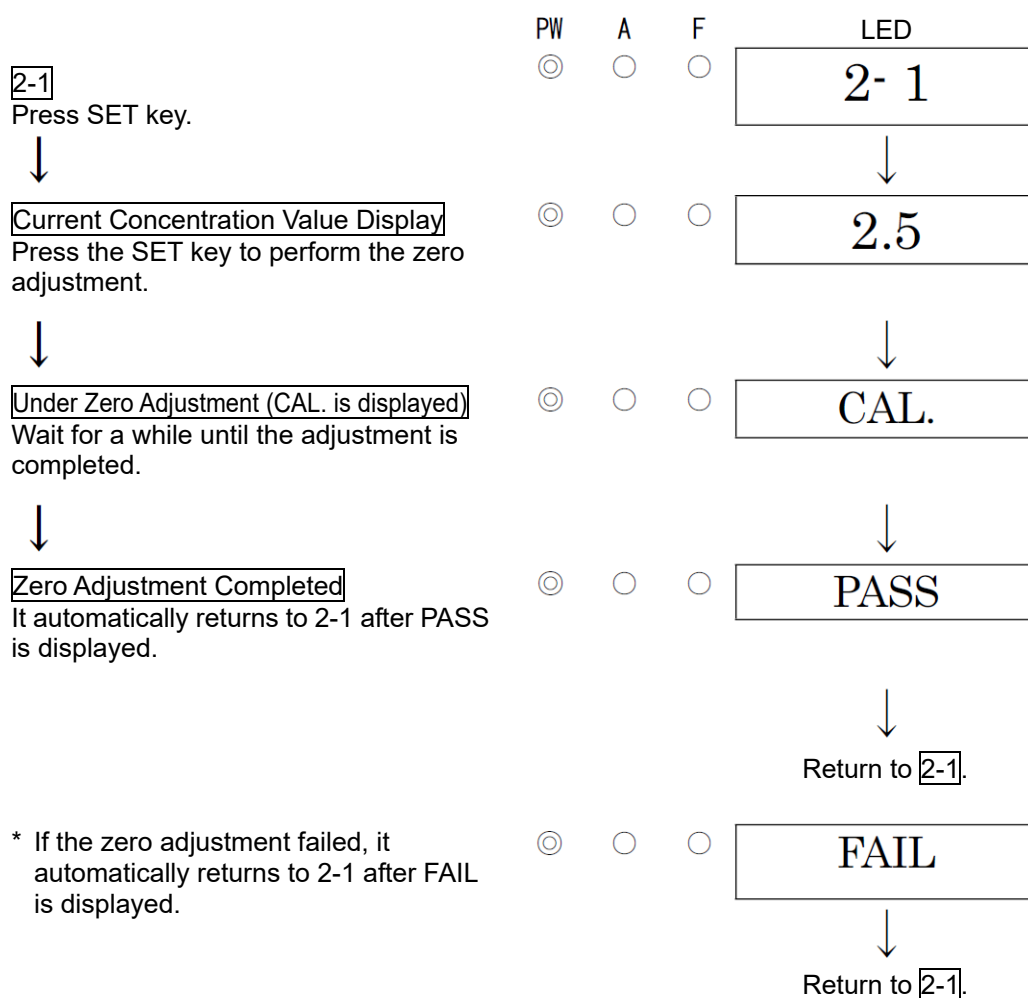 PW A F LED
2-1
Press SET key.
2- 1
Current Concentration Value Display
Press the SET key to perform the zero
adjustment.
2.5
Under Zero Adjustment (CAL. is displayed)
Wait for a while until the adjustment is
completed.
CAL.
Zero Adjustment Completed
It automatically returns to 2-1 after PASS
is displayed.
PASS
Return to 2-1.
* If the zero adjustment failed, it
automatically returns to 2-1 after FAIL
is displayed.
FAIL
Return to 2-1.